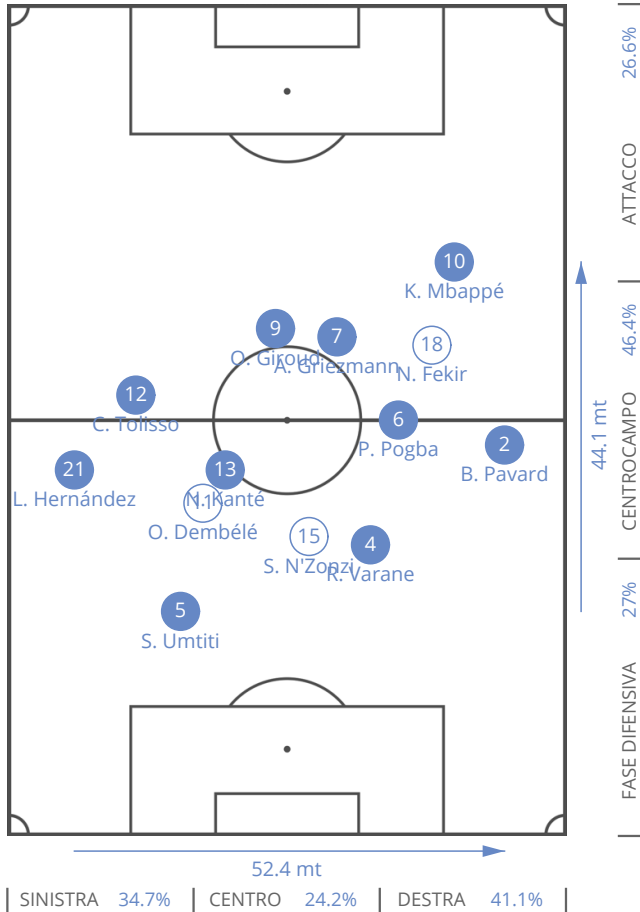 26.6%
ATTACCO
10
K. Mbappé
9
7
18
O. Giroud
A. Griezmann
N. Fekir
46.4%
12
C. Tolisso
6
P. Pogba
2
B. Pavard
44.1 mt
CENTROCAMPO
21
L. Hernández
13
N. Kanté
11
O. Dembélé
15
S. N'Zonzi
4
R. Varane
27%
5
S. Umtiti
FASE DIFENSIVA
52.4 mt
SINISTRA 34.7% CENTRO 24.2% DESTRA 41.1%